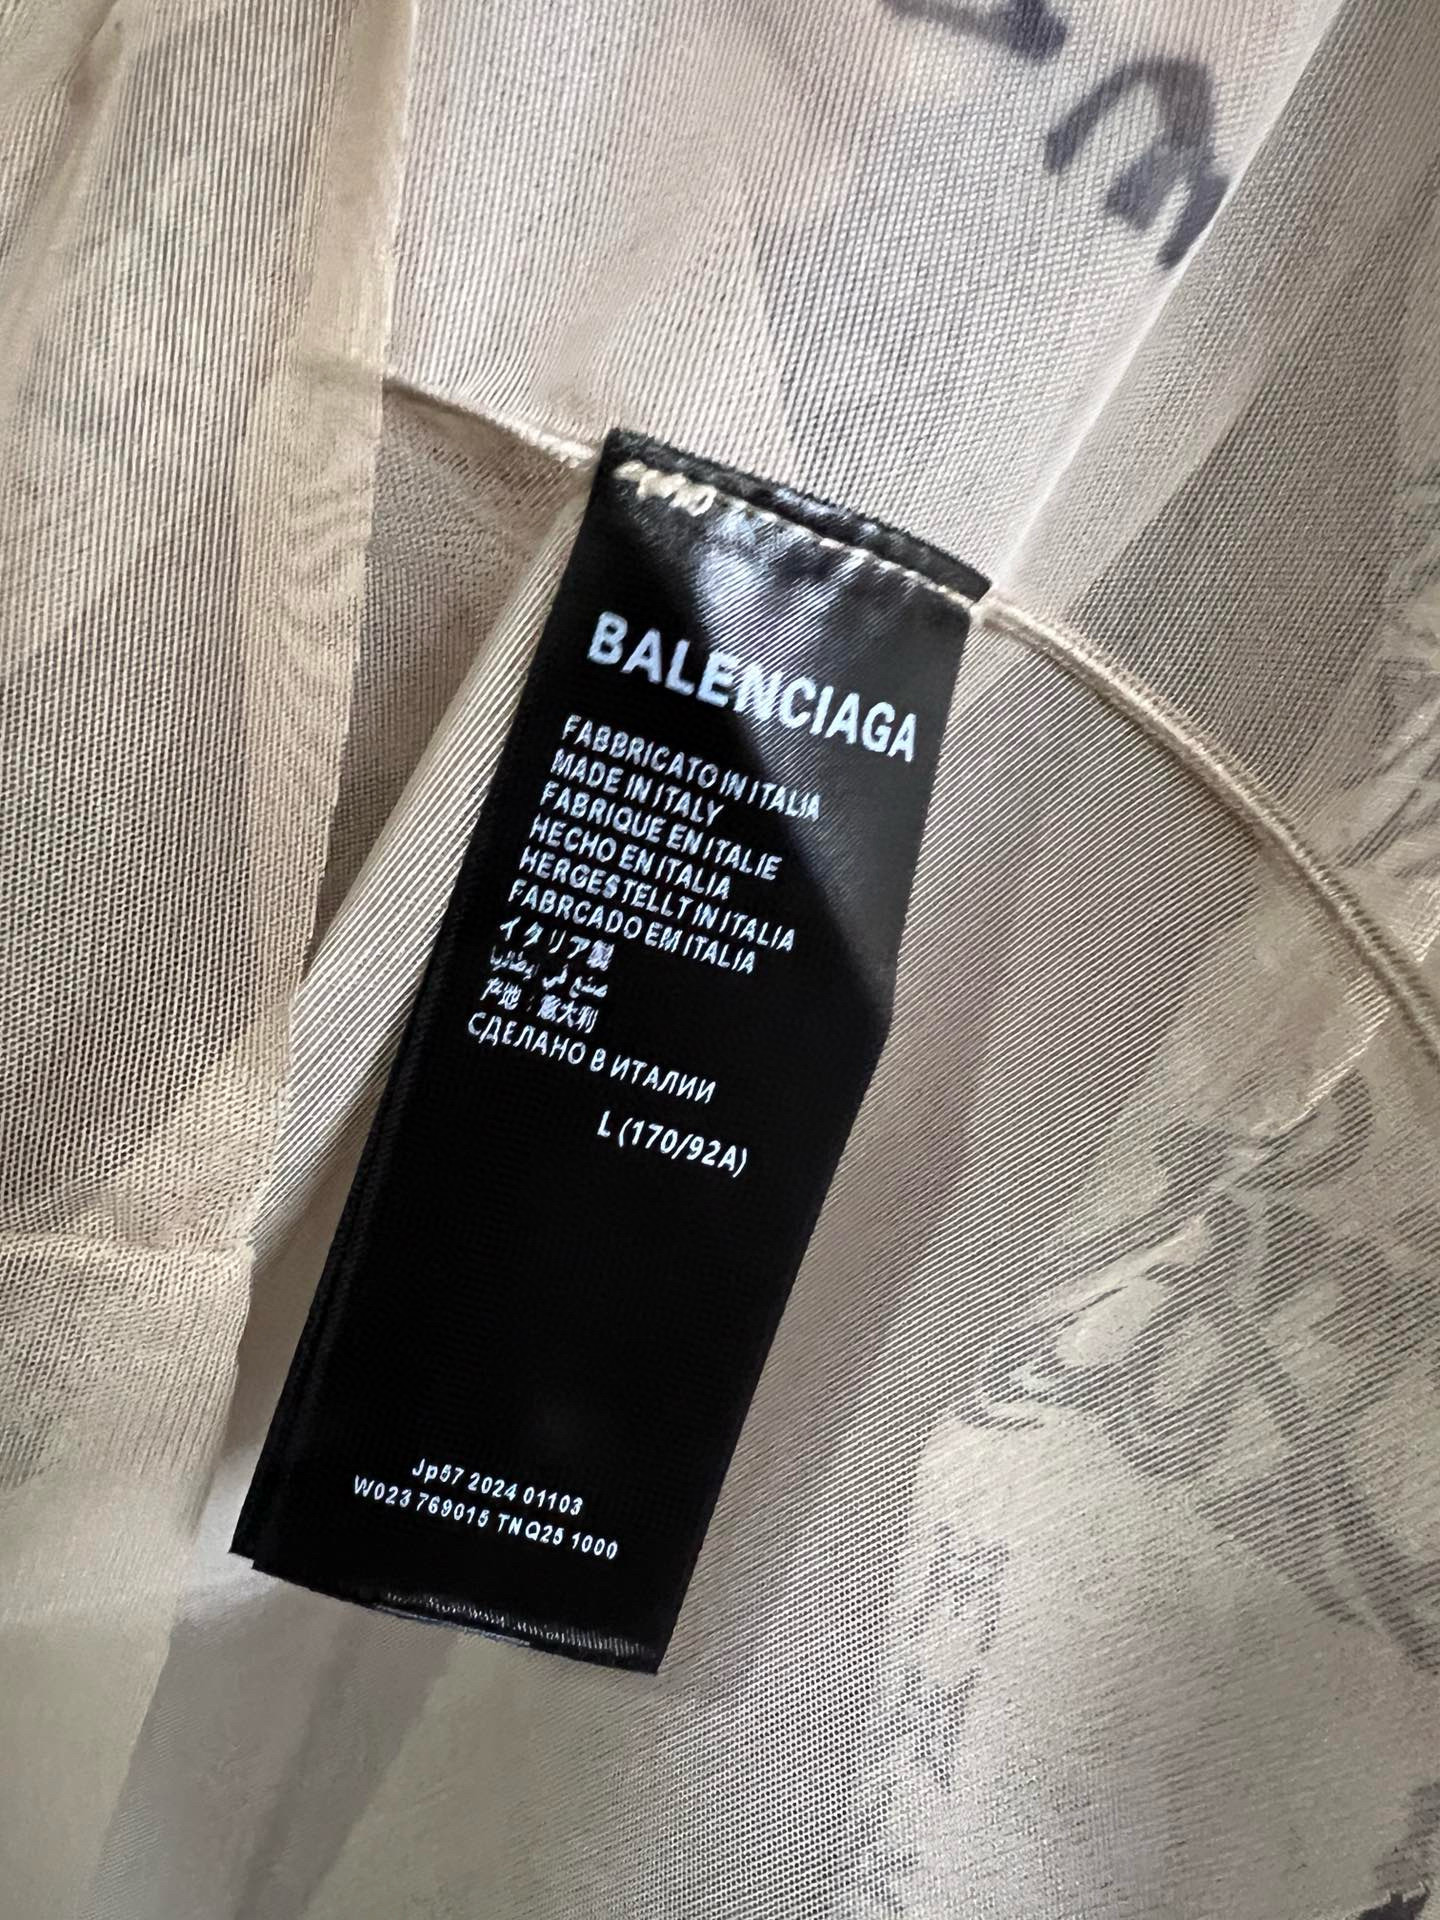 BALENCIAGA
FABBRICATO IN ITALIA
MADE IN ITALY
FABRIQUE EN ITALIE
HECHO EN ITALIA
HERGESTELLT IN ITALIA
FABRCADO EM ITALIA
イタリア製
صنع في إيطاليا
产地：意大利
СДЕЛАНО В ИТАЛИИ
L (170/92A)
Jp57 2024 01103
W023 769015 TNQ25 1000